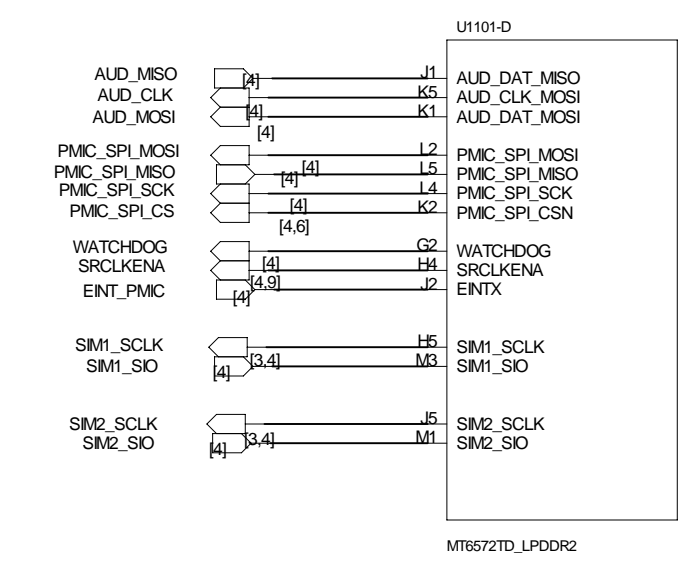 U1101-D
AUD_MISO [4] J1 AUD_DAT_MISO
AUD_CLK [4] K5 AUD_CLK_MOSI
AUD_MOSI [4] K1 AUD_DAT_MOSI
PMIC_SPI_MOSI [4] L2 PMIC_SPI_MOSI
PMIC_SPI_MISO [4] L5 PMIC_SPI_MISO
PMIC_SPI_SCK [4] L4 PMIC_SPI_SCK
PMIC_SPI_CS [4,6] K2 PMIC_SPI_CSN
WATCHDOG [4] G2 WATCHDOG
SRCLKENA [4,9] H4 SRCLKENA
EINT_PMIC [4] J2 EINTX
SIM1_SCLK [3,4] H5 SIM1_SCLK
SIM1_SIO [4] M3 SIM1_SIO
SIM2_SCLK [3,4] J5 SIM2_SCLK
SIM2_SIO [4] M1 SIM2_SIO
MT6572TD_LPDDR2